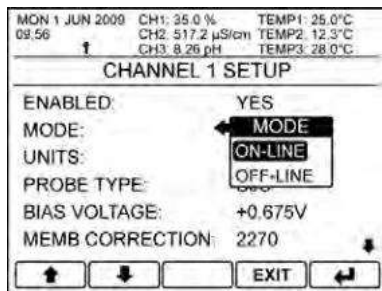 MON 1 JUN 2009 CH1: 35.0 % TEMP1: 25.0°C
09:56 CH2: 517.2 µS/cm TEMP2: 12.3°C
CH3: 8.26 pH TEMP3: 28.0°C
CHANNEL 1 SETUP
ENABLED: YES
MODE: MODE
UNITS: ON-LINE
PROBE TYPE: OFF-LINE
BIAS VOLTAGE: +0.675V
MEMB CORRECTION: 2270
EXIT